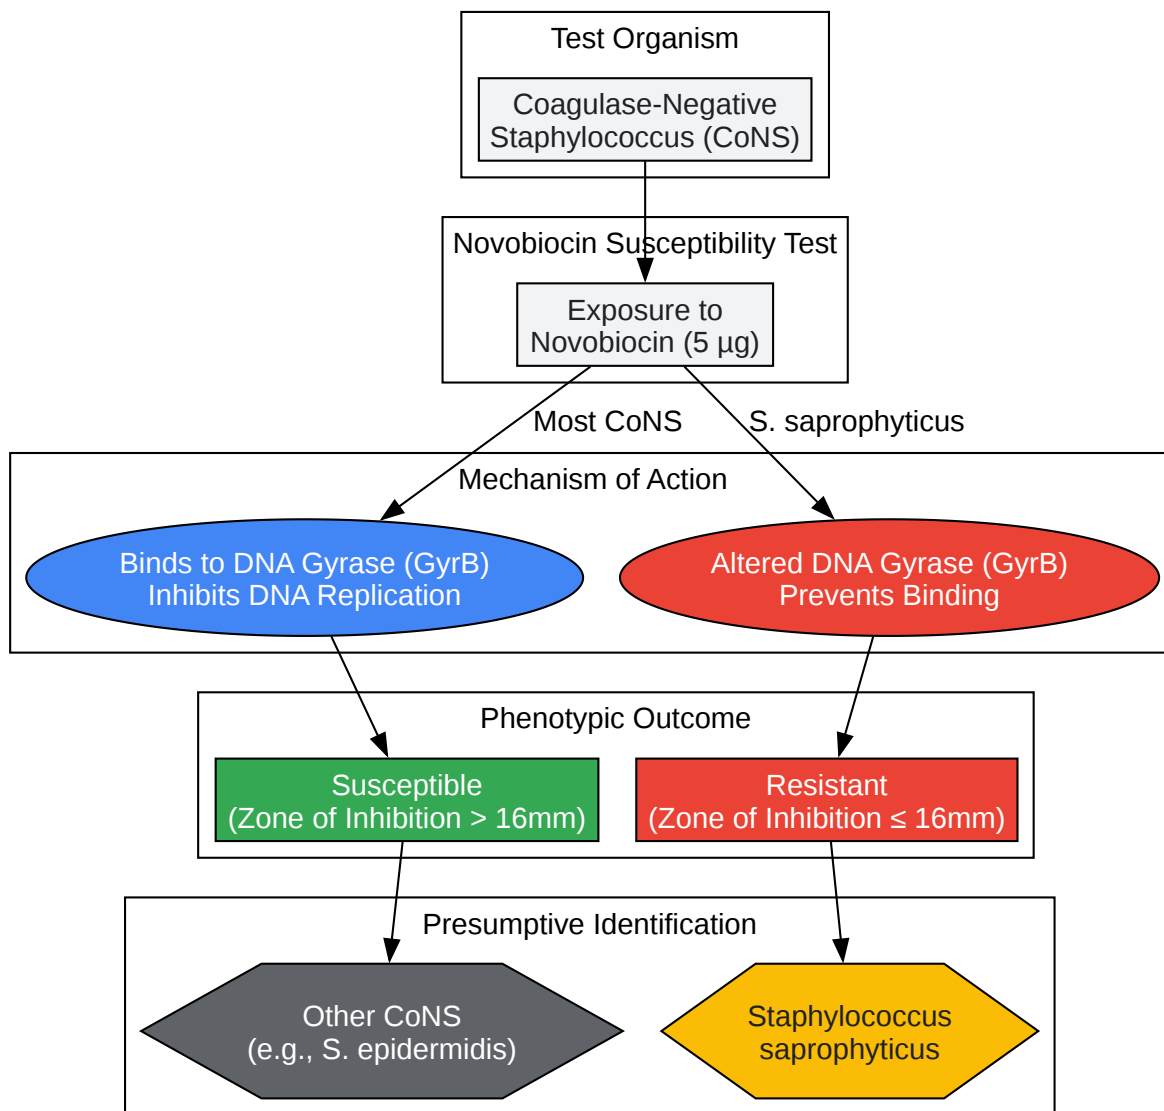 Test Organism
Coagulase-Negative
Staphylococcus (CoNS)
Novobiocin Susceptibility Test
Exposure to
Novobiocin (5 µg)
Most CoNS
S. saprophyticus
Mechanism of Action
Binds to DNA Gyrase (GyrB)
Inhibits DNA Replication
Altered DNA Gyrase (GyrB)
Prevents Binding
Phenotypic Outcome
Susceptible
(Zone of Inhibition > 16mm)
Resistant
(Zone of Inhibition ≤ 16mm)
Presumptive Identification
Other CoNS
(e.g., S. epidermidis)
Staphylococcus
saprophyticus